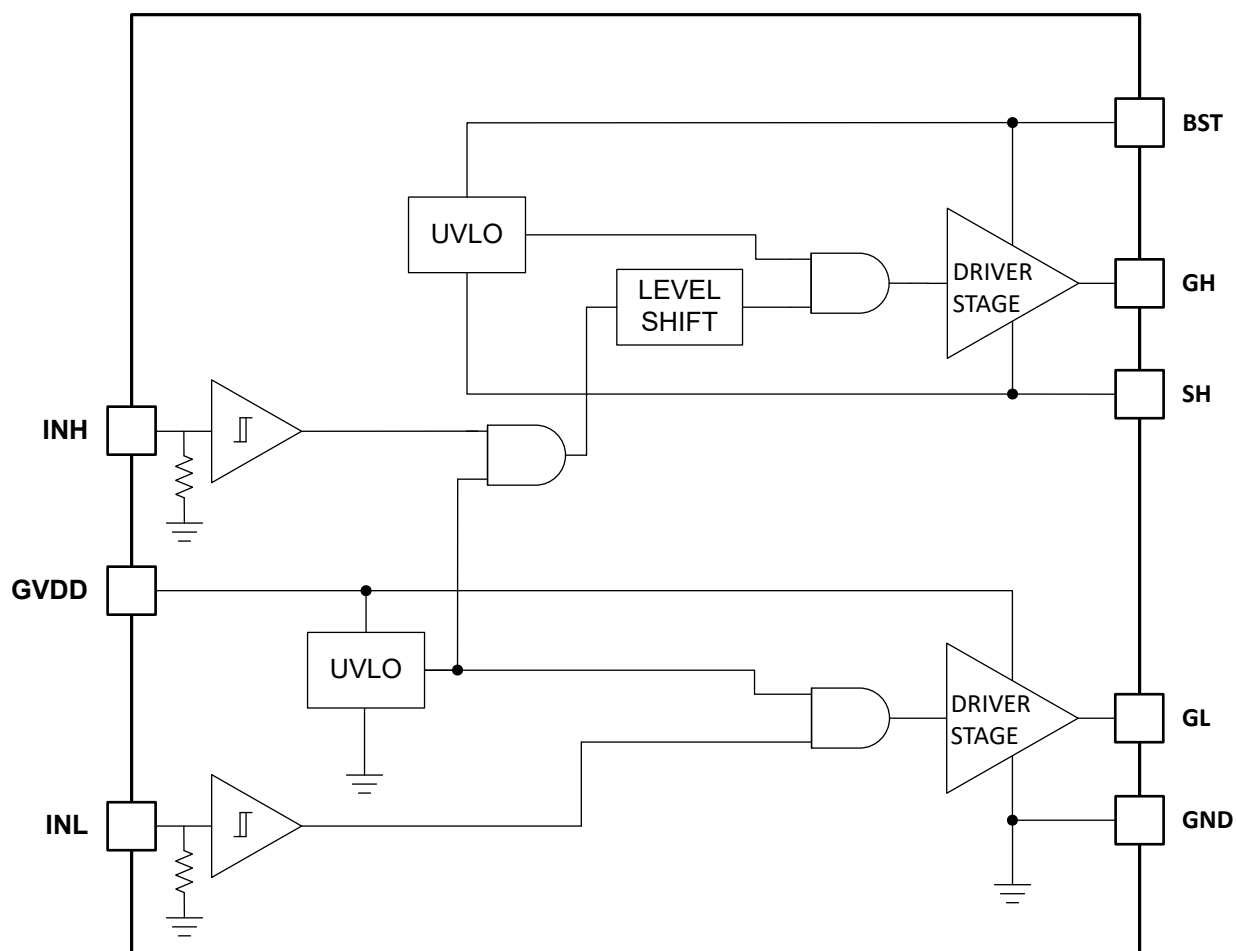 BST
UVLO
DRIVER
STAGE
GH
LEVEL
SHIFT
SH
INH
GVDD
UVLO
DRIVER
STAGE
GL
INL
GND